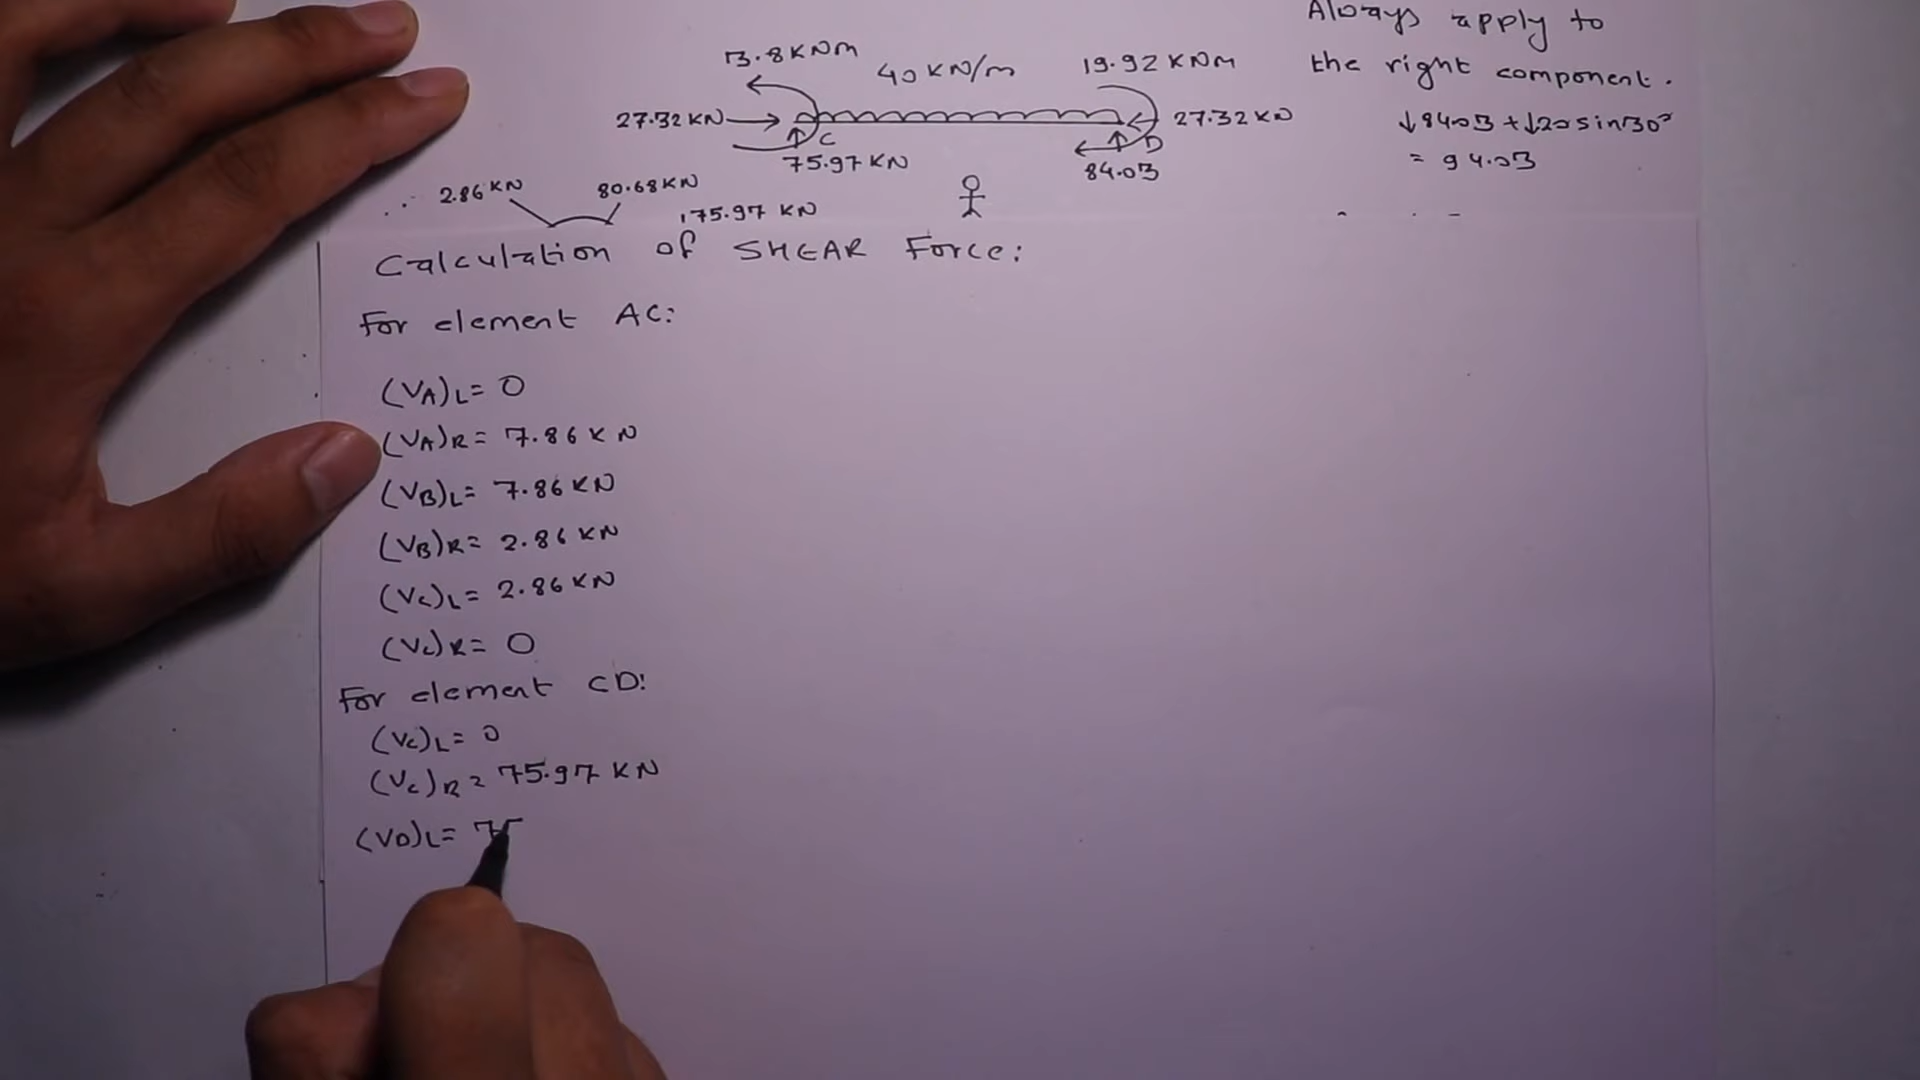 Always apply to
the right component.
↓84.03 + ↓20 sin30°
= 94.03
13.8 KNm
40 KN/m
19.92 KNm
27.32 KN
27.32 KN
C
D
75.97 KN
84.03
2.86 KN
80.68 KN
175.97 KN
Calculation of SHEAR Force:
For element AC:
(VA)L= 0
(VA)R= 7.86 KN
(VB)L= 7.86 KN
(VB)R= 2.86 KN
(VC)L= 2.86 KN
(VC)R= 0
For element CD:
(VC)L= 0
(VC)R= 75.97 KN
(VD)L= 75